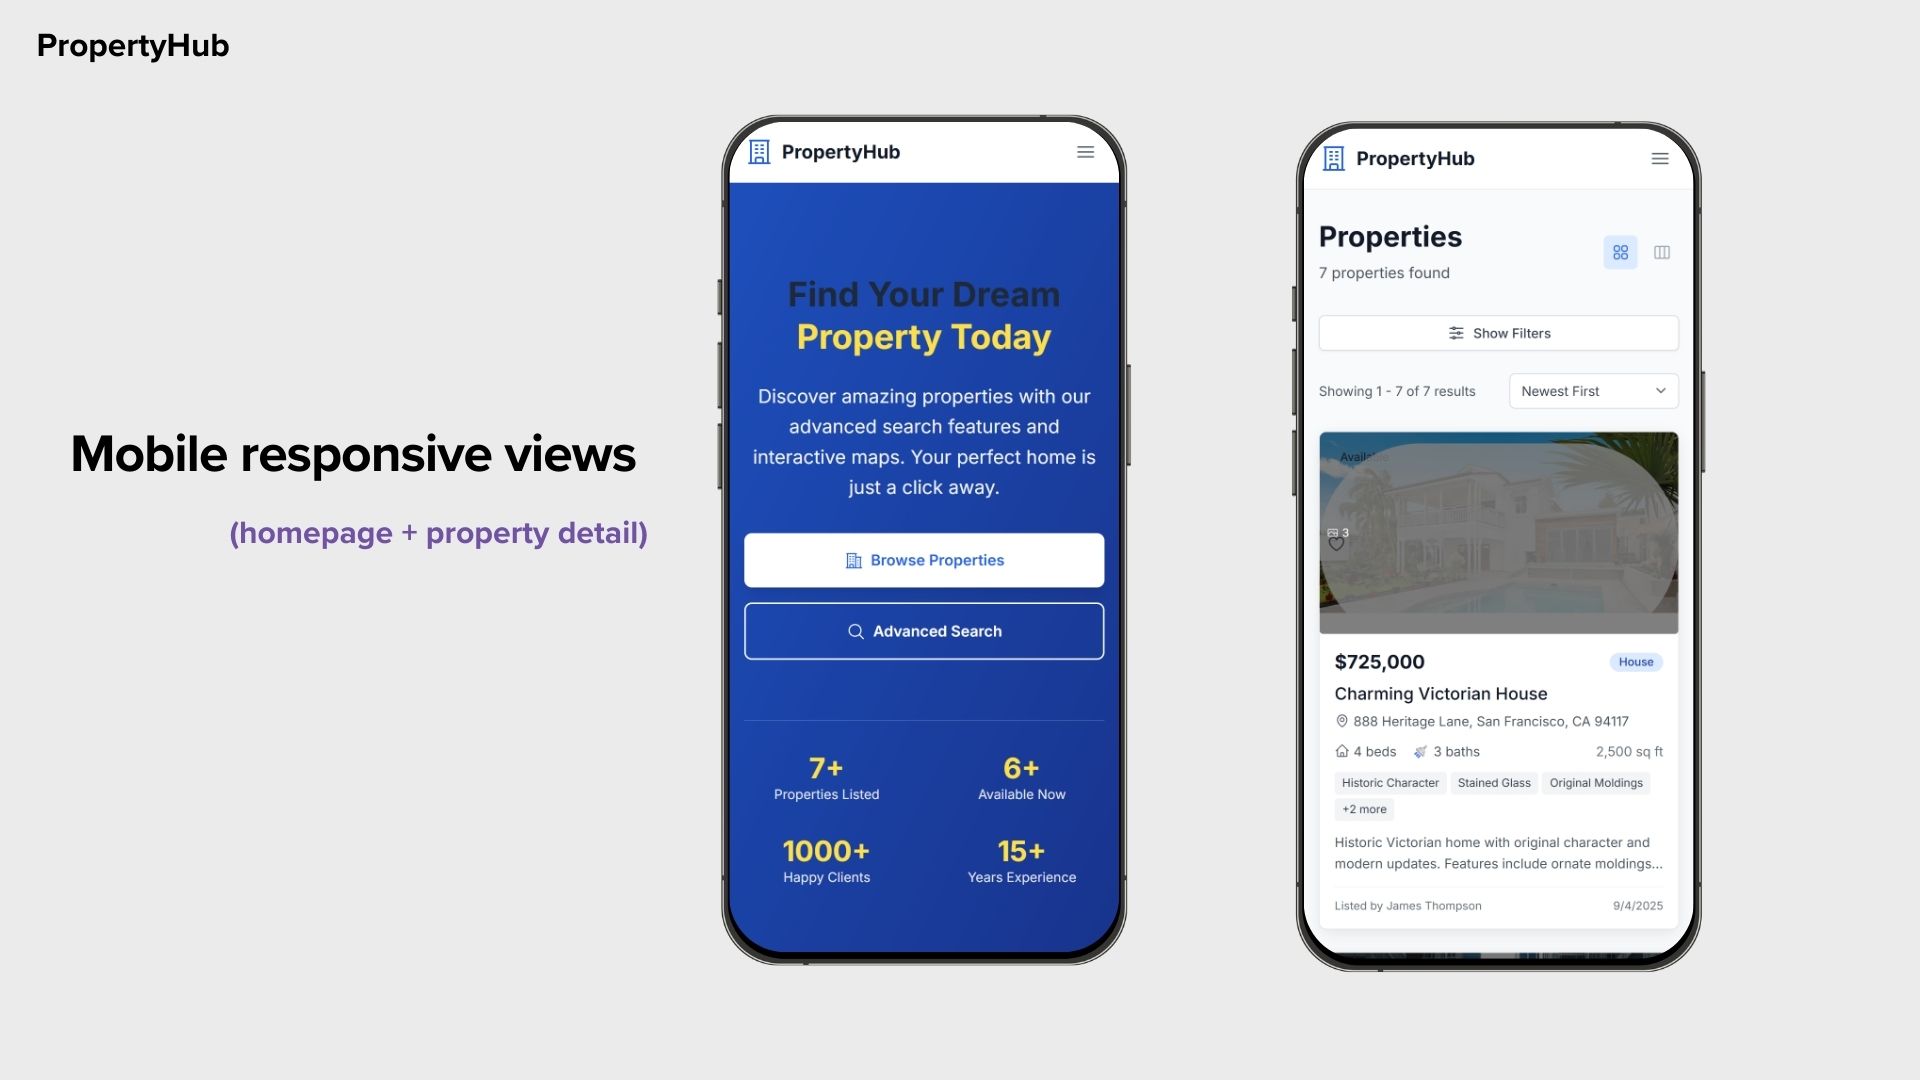 PropertyHub
Mobile responsive views
(homepage + property detail)
PropertyHub
Find Your Dream
Property Today
Discover amazing properties with our
advanced search features and
interactive maps. Your perfect home is
just a click away.
Browse Properties
Advanced Search
7+
Properties Listed
6+
Available Now
1000+
Happy Clients
15+
Years Experience
PropertyHub
Properties
7 properties found
Show Filters
Showing 1 - 7 of 7 results
Newest First
Available
3
$725,000
House
Charming Victorian House
888 Heritage Lane, San Francisco, CA 94117
4 beds
3 baths
2,500 sq ft
Historic Character
Stained Glass
Original Moldings
+2 more
Historic Victorian home with original character and
modern updates. Features include ornate moldings...
Listed by James Thompson
9/4/2025